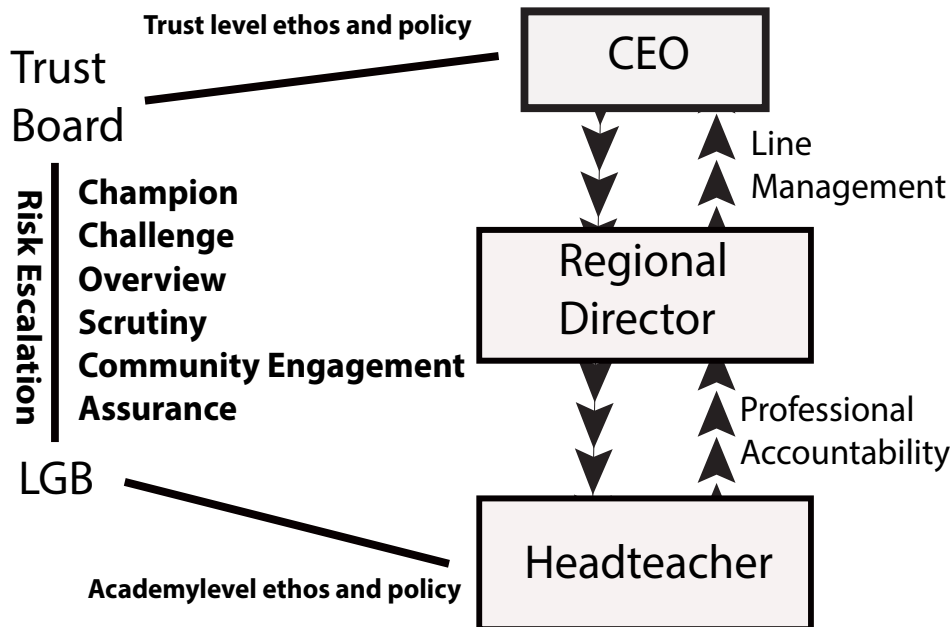 Trust level ethos and policy
CEO
Trust
Board
Line
Management
Risk Escalation
Champion
Challenge
Overview
Scrutiny
Community Engagement
Assurance
Regional
Director
Professional
Accountability
LGB
Headteacher
Academylevel ethos and policy